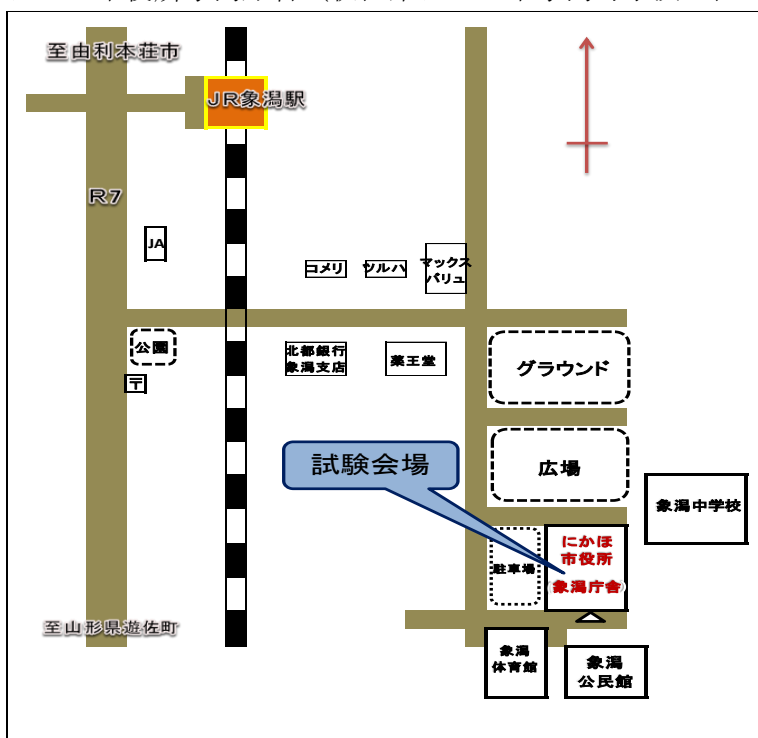 至由利本荘市
JR象潟駅
R7
JA
コメリ
ツルハ
マックス
バリュ
公園
〒
北都銀行
象潟支店
薬王堂
グラウンド
試験会場
広場
象潟中学校
駐車場
にかほ
市役所
(象潟庁舎)
至山形県遊佐町
象潟
体育館
象潟
公民館